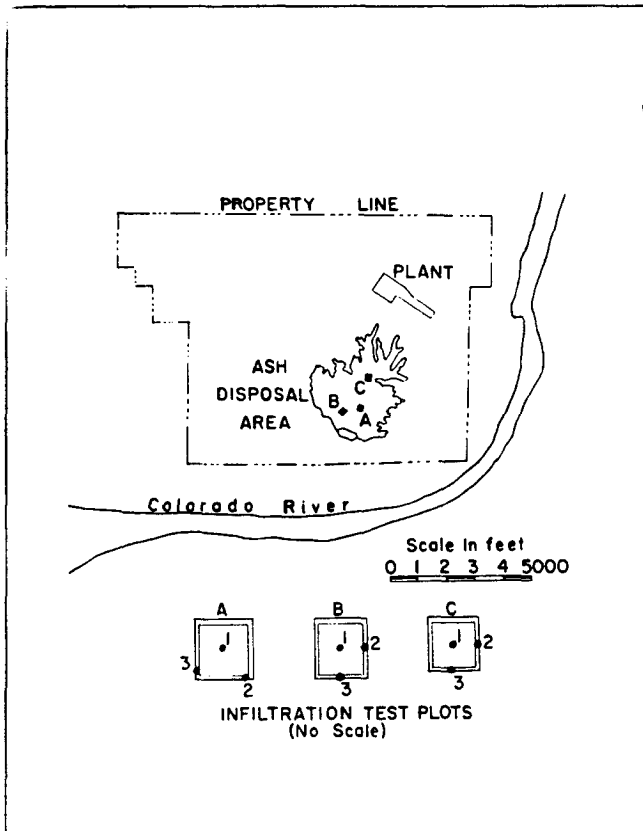 PROPERTY LINE
PLANT
ASH
DISPOSAL
AREA
C
B
A
Colorado River
Scale In feet
0 1 2 3 4 5000
A B C
1
3
2
1
2
3
1
2
3
INFILTRATION TEST PLOTS
(No Scale)